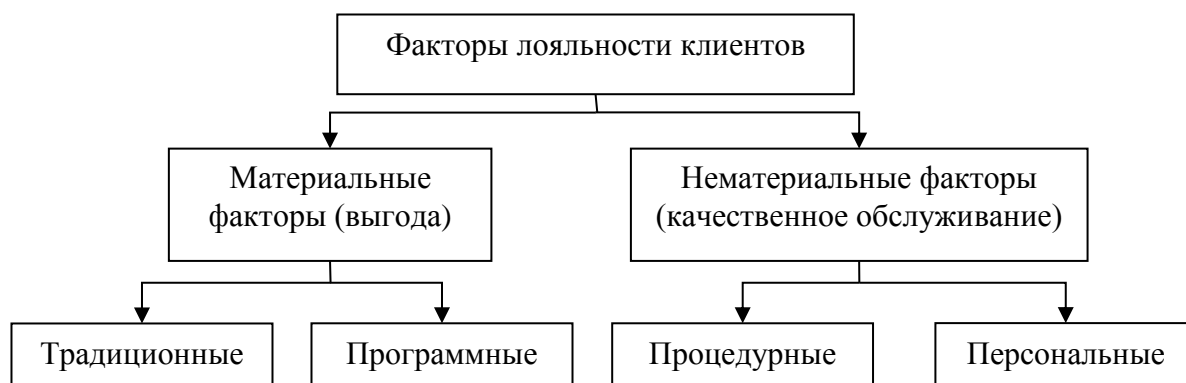 Факторы лояльности клиентов
Материальные
факторы (выгода)
Нематериальные факторы
(качественное обслуживание)
Традиционные
Программные
Процедурные
Персональные